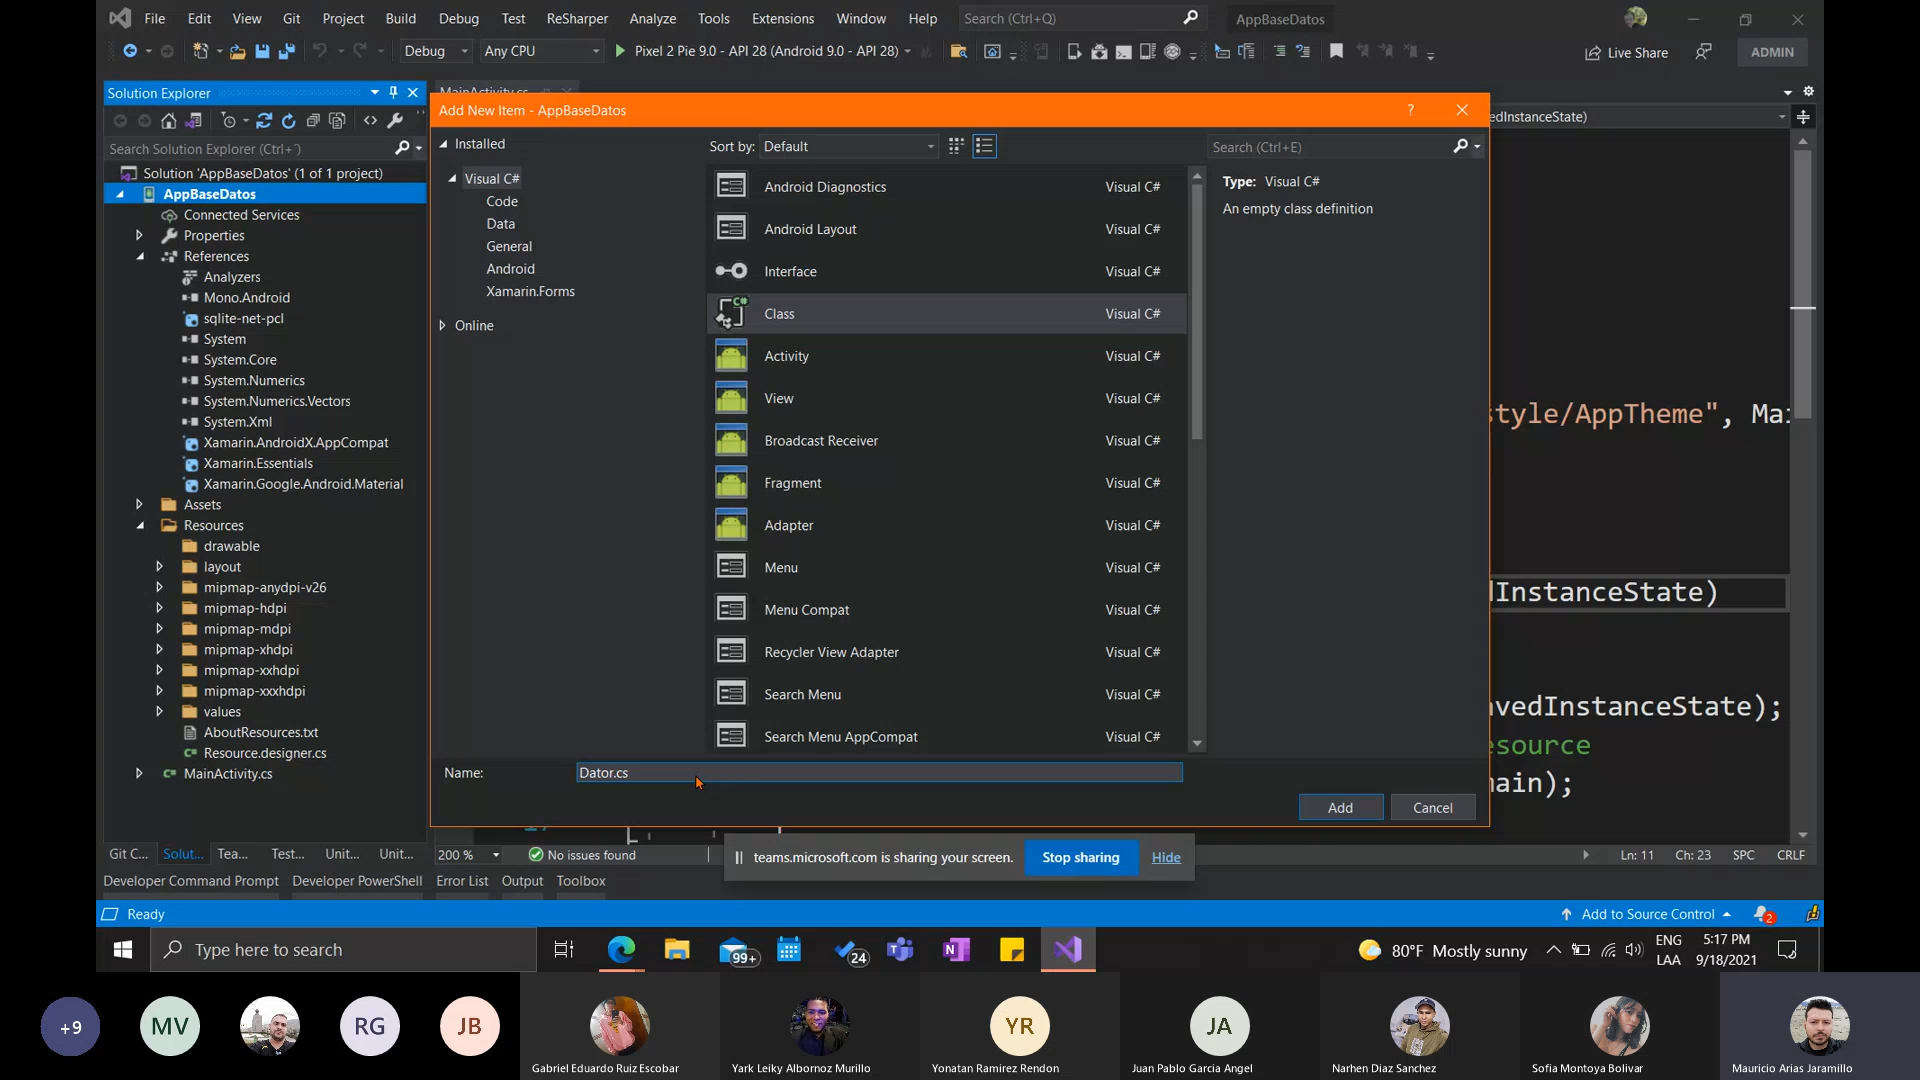 File Edit View Git Project Build Debug Test ReSharper Analyze Tools Extensions Window Help Search (Ctrl+Q) AppBaseDatos
Debug Any CPU Pixel 2 Pie 9.0 - API 28 (Android 9.0 - API 28) Live Share ADMIN
Solution Explorer
Search Solution Explorer (Ctrl+´)
Solution 'AppBaseDatos' (1 of 1 project)
AppBaseDatos
Connected Services
Properties
References
Analyzers
Mono.Android
sqlite-net-pcl
System
System.Core
System.Numerics
System.Numerics.Vectors
System.Xml
Xamarin.AndroidX.AppCompat
Xamarin.Essentials
Xamarin.Google.Android.Material
Assets
Resources
drawable
layout
mipmap-anydpi-v26
mipmap-hdpi
mipmap-mdpi
mipmap-xhdpi
mipmap-xxhdpi
mipmap-xxxhdpi
values
AboutResources.txt
Resource.designer.cs
MainActivity.cs
Git C... Solut... Tea... Test... Unit... Unit...
MainActivity.cs
Add New Item - AppBaseDatos
Installed
Visual C#
Code
Data
General
Android
Xamarin.Forms
Online
Sort by: Default
Search (Ctrl+E)
Android Diagnostics Visual C#
Android Layout Visual C#
Interface Visual C#
Class Visual C#
Activity Visual C#
View Visual C#
Broadcast Receiver Visual C#
Fragment Visual C#
Adapter Visual C#
Menu Visual C#
Menu Compat Visual C#
Recycler View Adapter Visual C#
Search Menu Visual C#
Search Menu AppCompat Visual C#
Type: Visual C#
An empty class definition
Name: Dator.cs
Add Cancel
edInstanceState)
style/AppTheme", Mai
dInstanceState)
avedInstanceState);
esource
main);
200 % No issues found Ln: 11 Ch: 23 SPC CRLF
teams.microsoft.com is sharing your screen. Stop sharing Hide
Developer Command Prompt Developer PowerShell Error List Output Toolbox
Ready Add to Source Control 2
Type here to search 99+ 24 80°F Mostly sunny ENG LAA 5:17 PM 9/18/2021
+9 MV RG JB YR JA
Gabriel Eduardo Ruiz Escobar Yark Leiky Albornoz Murillo Yonatan Ramirez Rendon Juan Pablo Garcia Angel Narhen Diaz Sanchez Sofia Montoya Bolivar Mauricio Arias Jaramillo